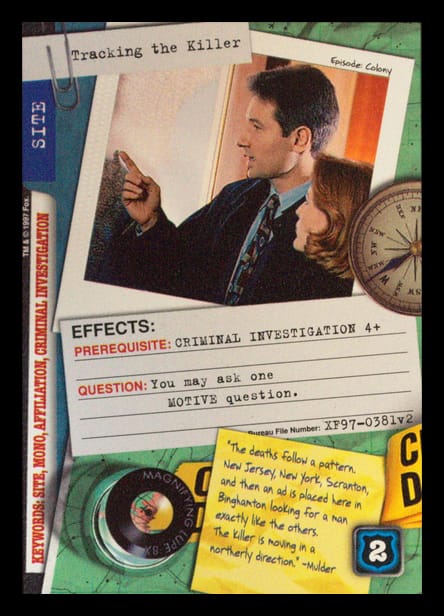 Tracking the Killer
Episode: Colony
SITE
TM & © 1997 Fox.
KEYWORDS: SITE, MONO, AFFILIATION, CRIMINAL INVESTIGATION
EFFECTS:
PREREQUISITE: CRIMINAL INVESTIGATION 4+
QUESTION: You may ask one
MOTIVE question.
Bureau File Number: XF97-0381v2
"The deaths follow a pattern.
New Jersey, New York, Scranton,
and then an ad is placed here in
Binghamton looking for a man
exactly like the others.
The killer is moving in a
northerly direction." -Mulder
MAGNIFYING LUPE 8X
2